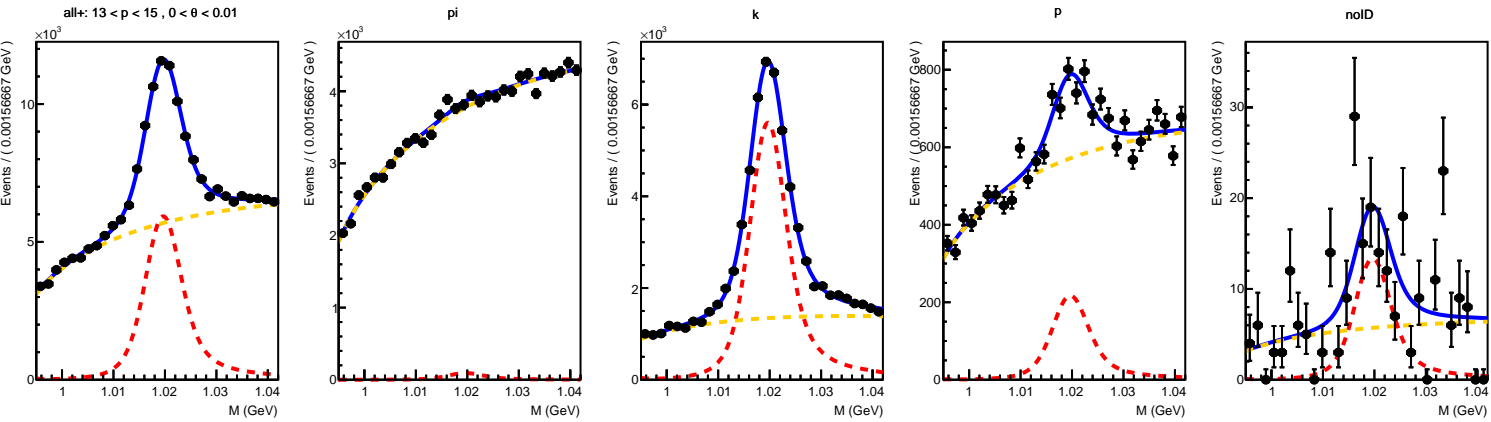 all+: 13 < p < 15 , 0 < θ < 0.01
×10³
Events / ( 0.00156667 GeV )
10
5
0
1 1.01 1.02 1.03 1.04
M (GeV)
pi
×10³
Events / ( 0.00156667 GeV )
4
3
2
1
0
1 1.01 1.02 1.03 1.04
M (GeV)
k
×10³
Events / ( 0.00156667 GeV )
6
4
2
0
1 1.01 1.02 1.03 1.04
M (GeV)
p
Events / ( 0.00156667 GeV )
800
600
400
200
0
1 1.01 1.02 1.03 1.04
M (GeV)
noID
Events / ( 0.00156667 GeV )
30
20
10
0
1 1.01 1.02 1.03 1.04
M (GeV)